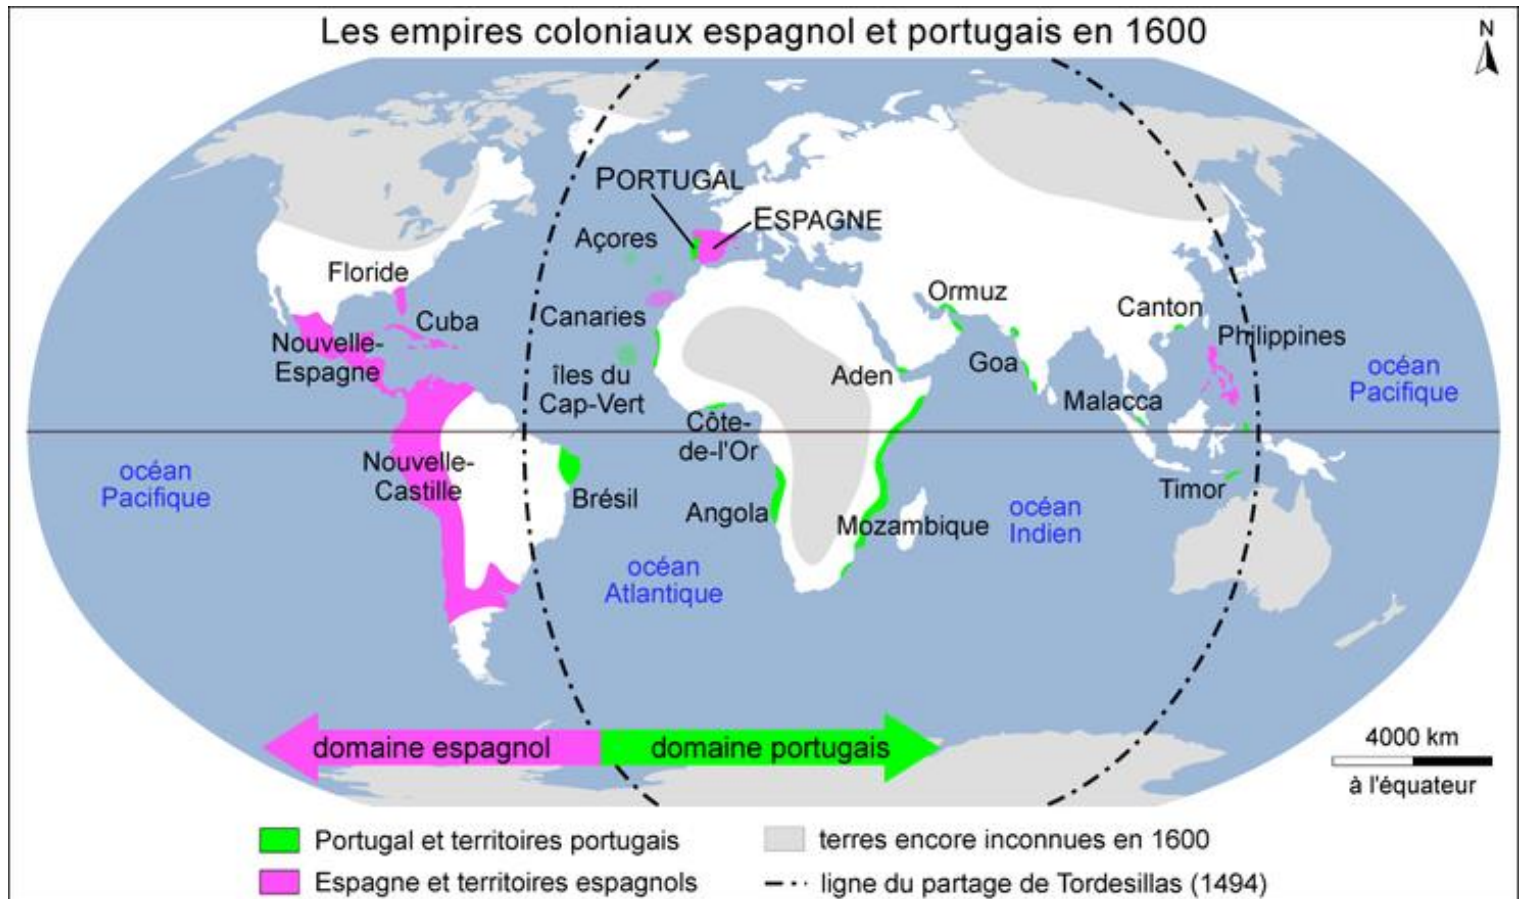 Les empires coloniaux espagnol et portugais en 1600
N
PORTUGAL
ESPAGNE
Açores
Floride
Ormuz
Canton
Cuba
Canaries
Philippines
Nouvelle-
Espagne
îles du
Cap-Vert
Aden
Goa
océan
Pacifique
Malacca
Côte-
de-l'Or
océan
Pacifique
Nouvelle-
Castille
Brésil
Angola
Mozambique
océan
Indien
Timor
océan
Atlantique
domaine espagnol
domaine portugais
4000 km
à l'équateur
Portugal et territoires portugais
terres encore inconnues en 1600
Espagne et territoires espagnols
ligne du partage de Tordesillas (1494)